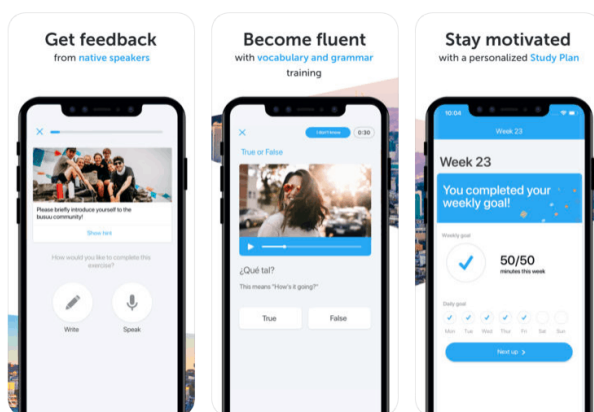 Get feedback
from native speakers
Please briefly introduce yourself to the
busuu community!
Show hint
How would you like to complete this
exercise?
Write
Speak
Become fluent
with vocabulary and grammar
training
I don't know
0:30
True or False
¿Qué tal?
This means "How's it going?"
True
False
Stay motivated
with a personalized Study Plan
10:04
Week 23
Week 23
You completed your
weekly goal!
Weekly goal
50/50
minutes this week
Daily goal
Mon Tue Wed Thu Fri Sat Sun
Next up >